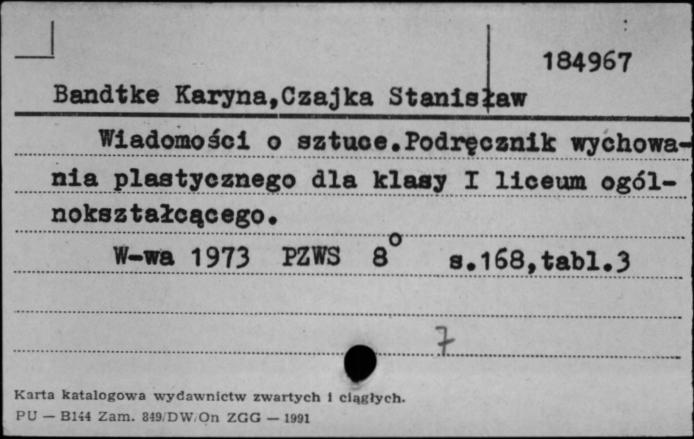 184967
Bandtke Karyna,Czajka Stanisław
Wiadomości o sztuce.Podręcznik wychowa-
nia plastycznego dla klasy I liceum ogól-
nokształcącego.
W-wa 1973 PZWS 8° s.168,tabl.3
7
Karta katalogowa wydawnictw zwartych i ciągłych.
PU — B144 Zam. 849/DW/On ZGG — 1991